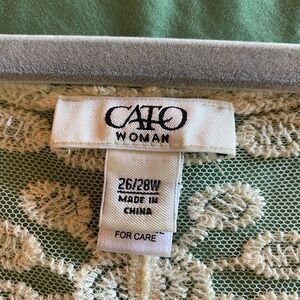 CATO
WOMAN
26/28W
MADE IN
CHINA
FOR CARE